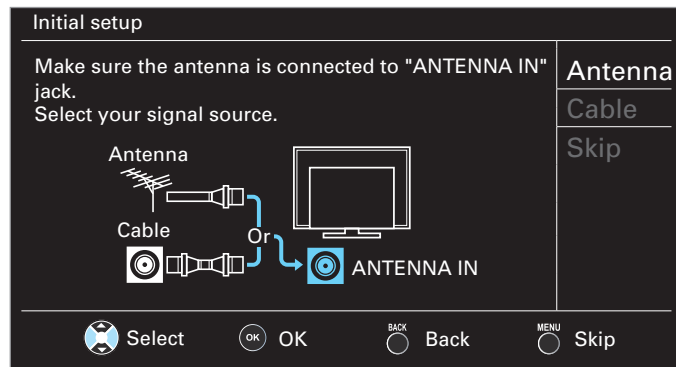 Initial setup
Make sure the antenna is connected to "ANTENNA IN"
jack.
Select your signal source.
Antenna
Cable
Skip
Antenna
Cable
Or
ANTENNA IN
Select
OK OK
BACK Back
MENU Skip